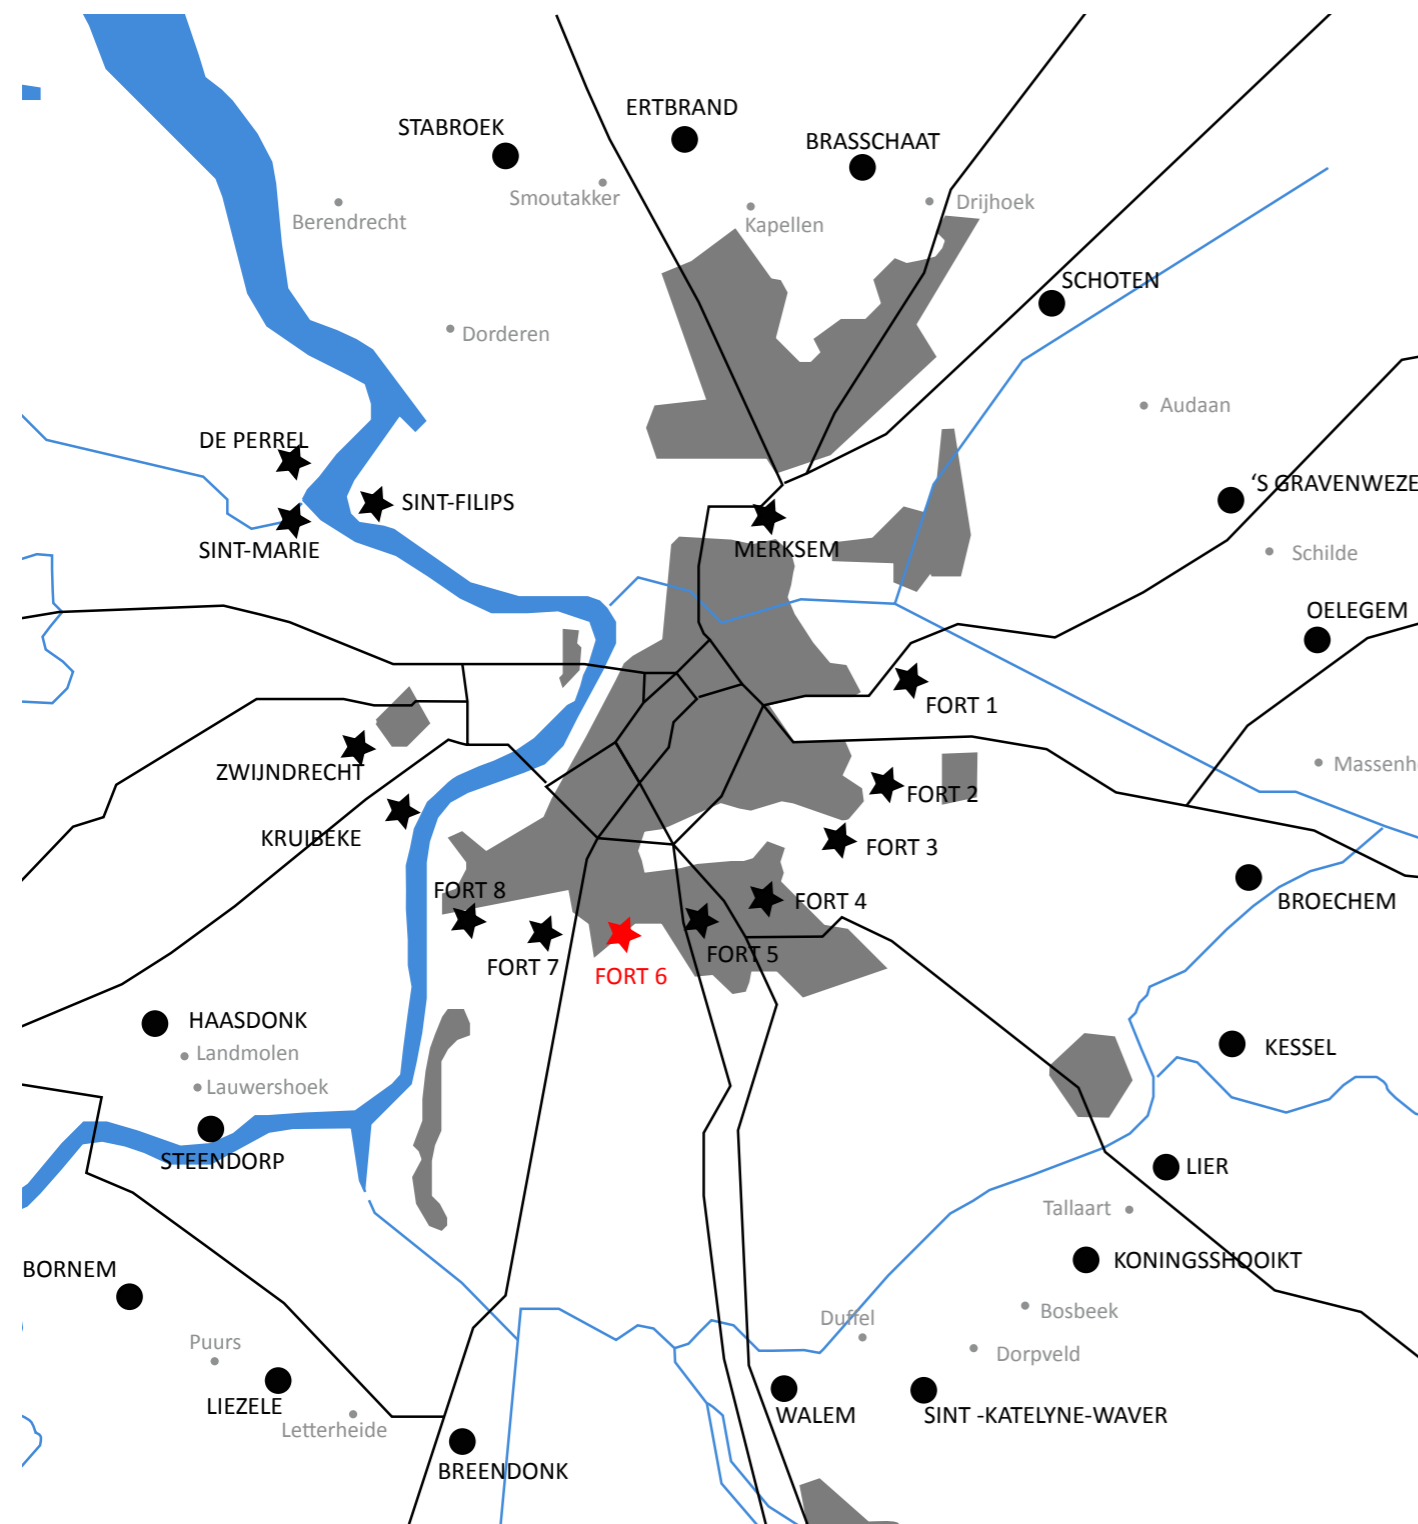 ERTBRAND
STABROEK
BRASSCHAAT
Smoutakker
Drijhoek
Berendrecht
Kapellen
SCHOTEN
Dorderen
Audaan
DE PERREL
'S GRAVENWEZE
SINT-FILIPS
SINT-MARIE
MERKSEM
Schilde
OELEGEM
FORT 1
ZWIJNDRECHT
Massenh
FORT 2
KRUIBEKE
FORT 3
FORT 8
FORT 4
BROECHEM
FORT 5
FORT 7
FORT 6
HAASDONK
KESSEL
Landmolen
Lauwershoek
STEENDORP
LIER
Tallaart
KONINGSSHOOIKT
BORNEM
Bosbeek
Duffel
Puurs
Dorpveld
LIEZELE
WALEM
SINT -KATELYNE-WAVER
Letterheide
BREENDONK